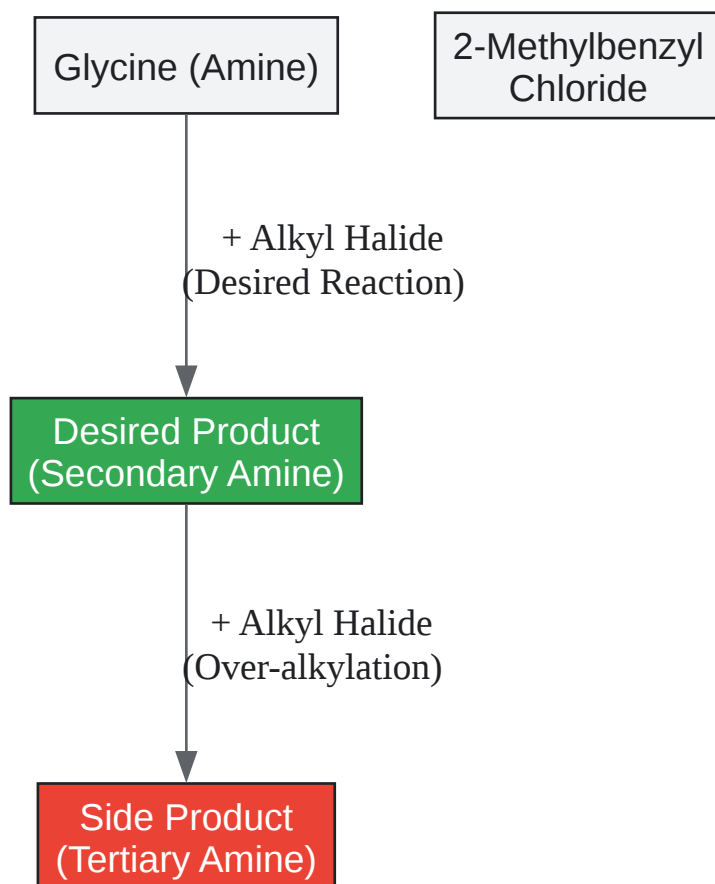 Glycine (Amine)
2-Methylbenzyl
Chloride
+ Alkyl Halide
(Desired Reaction)
Desired Product
(Secondary Amine)
+ Alkyl Halide
(Over-alkylation)
Side Product
(Tertiary Amine)